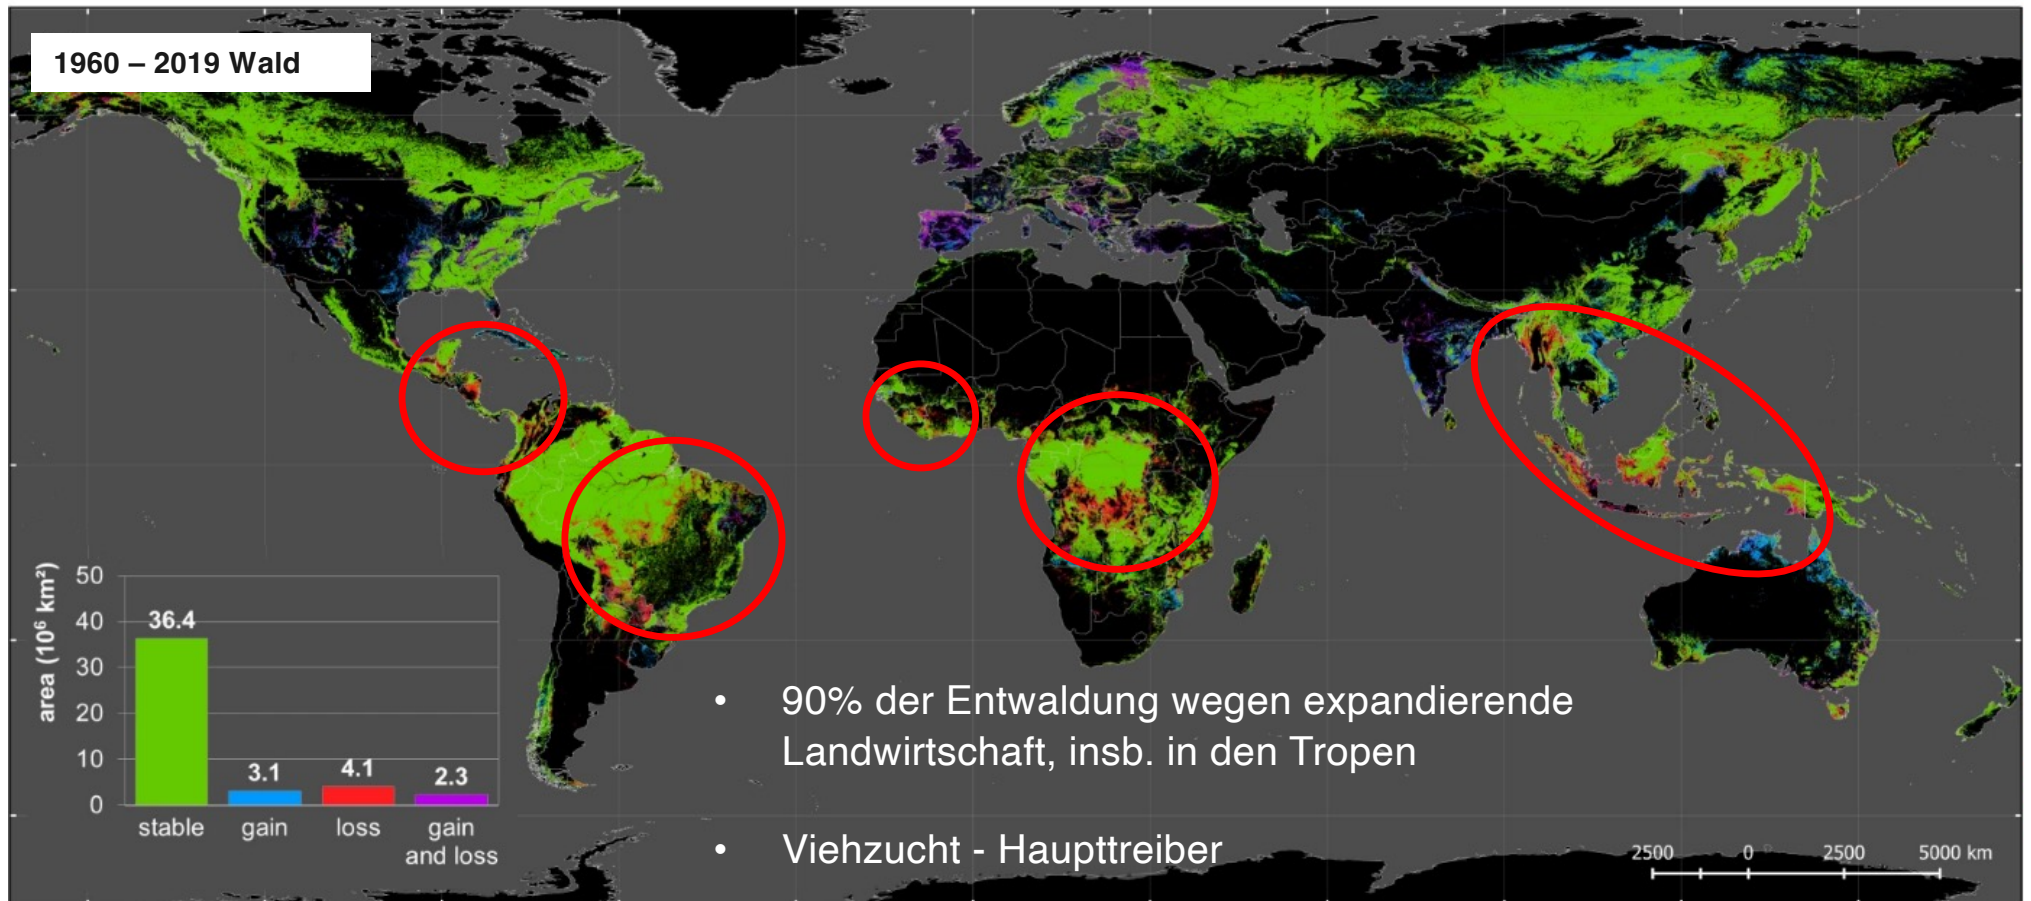 1960 – 2019 Wald
area (10⁶ km²)
50
40
30
20
10
0
36.4
3.1
4.1
2.3
stable
gain
loss
gain
and loss
• 90% der Entwaldung wegen expandierende
Landwirtschaft, insb. in den Tropen
• Viehzucht - Haupttreiber
2500 0 2500 5000 km